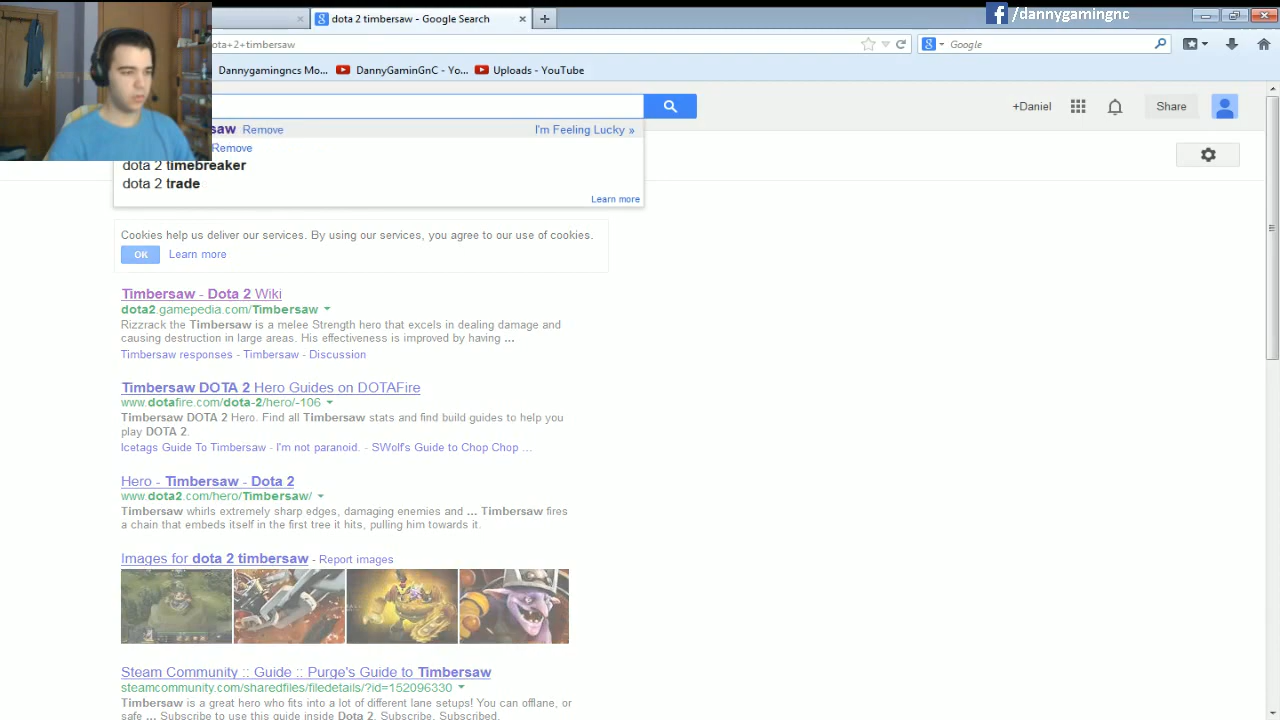 /dannygamingnc
dota 2 timbersaw - Google Search
ota+2+timbersaw
Google
Dannygamingncs Mo...
DannyGaminGnC - Yo...
Uploads - YouTube
+Daniel
Share
saw Remove
I'm Feeling Lucky »
Remove
dota 2 timebreaker
dota 2 trade
Learn more
Cookies help us deliver our services. By using our services, you agree to our use of cookies.
OK Learn more
Timbersaw - Dota 2 Wiki
dota2.gamepedia.com/Timbersaw
Rizzrack the Timbersaw is a melee Strength hero that excels in dealing damage and
causing destruction in large areas. His effectiveness is improved by having ...
Timbersaw responses - Timbersaw - Discussion
Timbersaw DOTA 2 Hero Guides on DOTAFire
www.dotafire.com/dota-2/hero/-106
Timbersaw DOTA 2 Hero. Find all Timbersaw stats and find build guides to help you
play DOTA 2.
Icetags Guide To Timbersaw - I'm not paranoid. - SWolf's Guide to Chop Chop ...
Hero - Timbersaw - Dota 2
www.dota2.com/hero/Timbersaw/
Timbersaw whirls extremely sharp edges, damaging enemies and ... Timbersaw fires
a chain that embeds itself in the first tree it hits, pulling him towards it.
Images for dota 2 timbersaw - Report images
Steam Community :: Guide :: Purge's Guide to Timbersaw
steamcommunity.com/sharedfiles/filedetails/?id=152096330
Timbersaw is a great hero who fits into a lot of different lane setups! You can offlane, or
safe ... Subscribe to use this guide inside Dota 2. Subscribe. Subscribed.